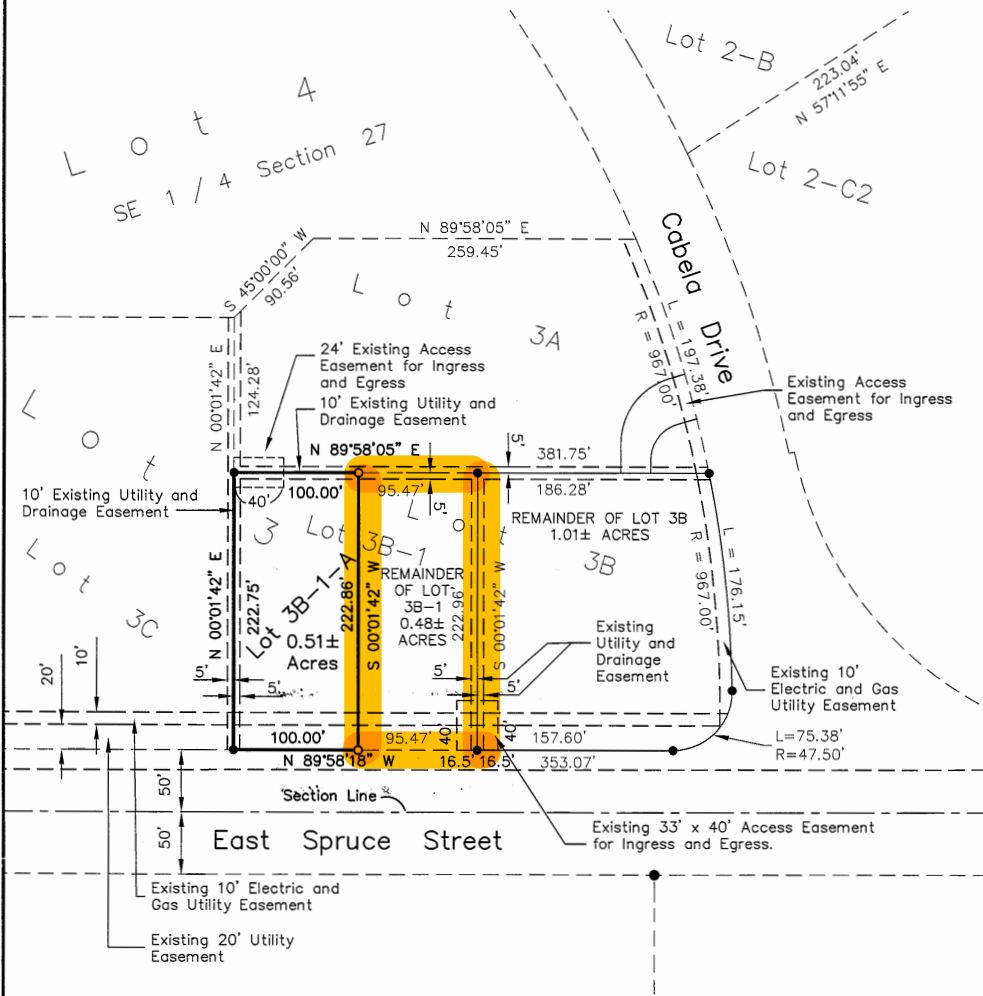 Lot 2-B
223.04'
N 57°11'55" E
Lot 2-C2
Lot 4
SE 1/4 Section 27
Cabela Drive
N 89°58'05" E
259.45'
S 45°00'00" W
90.56'
Lot 3A
L = 197.38'
R = 967.00'
N 00°01'42" E
124.28'
24' Existing Access
Easement for Ingress
and Egress
10' Existing Utility and
Drainage Easement
Existing Access
Easement for Ingress
and Egress
N 89°58'05" E
5'
381.75'
100.00'
95.47'
186.28'
40'
5'
10' Existing Utility and
Drainage Easement
Lot 3
Lot 3B-1
Lot 3B
REMAINDER OF LOT 3B
1.01± ACRES
L = 176.15'
R = 967.00'
Lot 3C
N 00°01'42" E
222.75'
Lot 3B-1-A
0.51±
Acres
222.86'
S 00°01'42" W
REMAINDER
OF LOT
3B-1
0.48±
ACRES
222.96'
S 00°01'42" W
Existing
Utility and
Drainage
Easement
20'
10'
5'
5'
5'
5'
Existing 10'
Electric and Gas
Utility Easement
40'
40'
100.00'
95.47'
157.60'
L=75.38'
R=47.50'
N 89°58'18" W
16.5'
16.5'
353.07'
50'
Section Line
50'
East Spruce Street
Existing 33' x 40' Access Easement
for Ingress and Egress.
Existing 10' Electric and
Gas Utility Easement
Existing 20' Utility
Easement